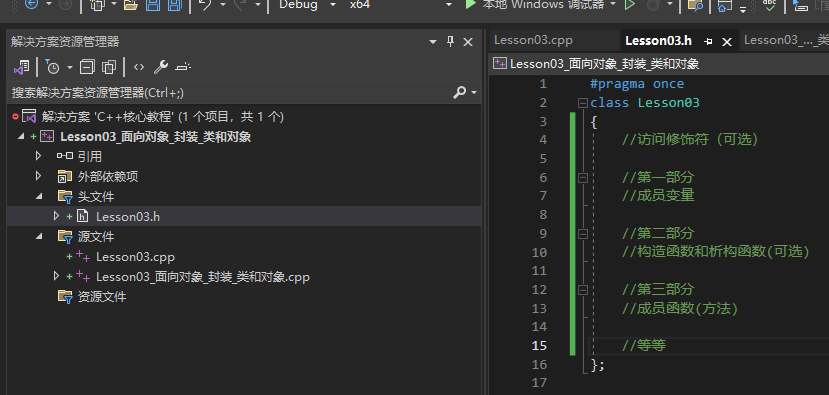 Debug
x64
本地 Windows 调试器
解决方案资源管理器
搜索解决方案资源管理器(Ctrl+;)
解决方案 'C++核心教程' (1 个项目，共 1 个)
Lesson03_面向对象_封装_类和对象
引用
外部依赖项
头文件
Lesson03.h
源文件
Lesson03.cpp
Lesson03_面向对象_封装_类和对象.cpp
资源文件
Lesson03.cpp
Lesson03.h
Lesson03_..._类
Lesson03_面向对象_封装_类和对象
1 #pragma once
2 class Lesson03
3 {
4 //访问修饰符（可选）
5
6 //第一部分
7 //成员变量
8
9 //第二部分
10 //构造函数和析构函数(可选)
11
12 //第三部分
13 //成员函数(方法)
14
15 //等等
16 };
17